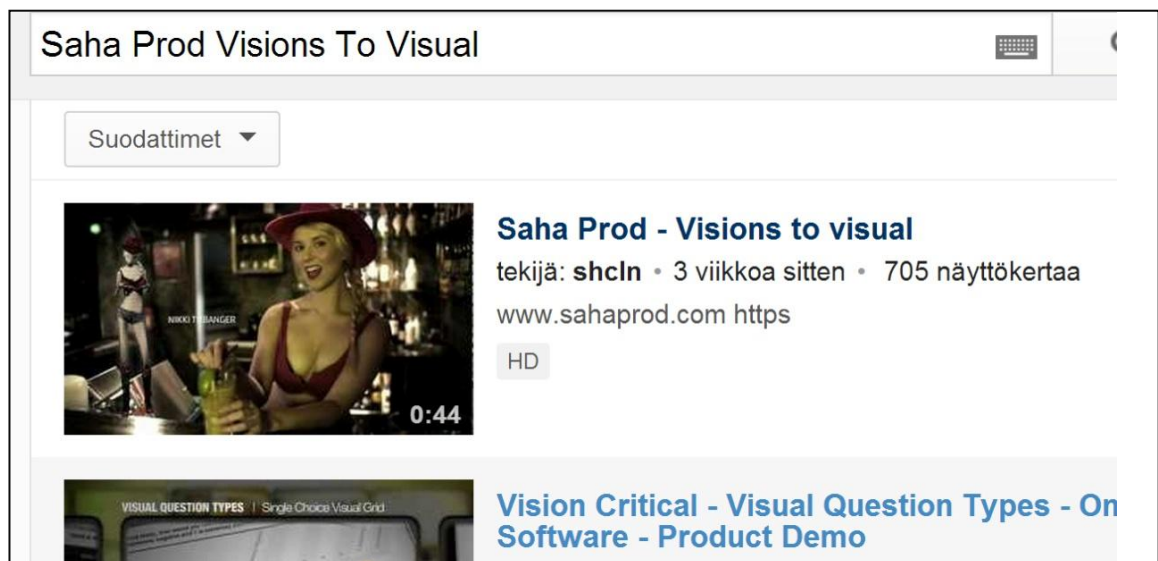 Saha Prod Visions To Visual
Suodattimet
Saha Prod - Visions to visual
tekijä: shcln • 3 viikkoa sitten • 705 näyttökertaa
www.sahaprod.com https
HD
0:44
VISUAL QUESTION TYPES | Single Choice Visual Grid
Vision Critical - Visual Question Types - On
Software - Product Demo